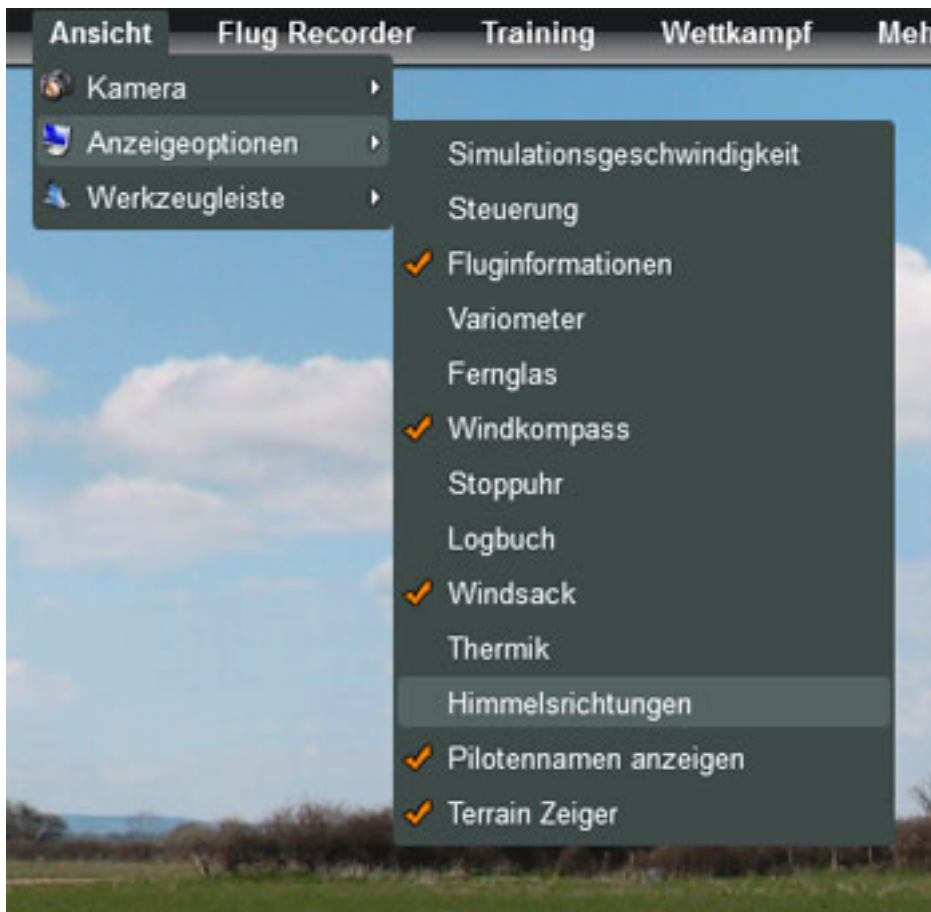 Ansicht Flug Recorder Training Wettkampf Meh
Kamera
Anzeigeoptionen
Werkzeugleiste
Simulationsgeschwindigkeit
Steuerung
Fluginformationen
Variometer
Fernglas
Windkompass
Stoppuhr
Logbuch
Windsack
Thermik
Himmelsrichtungen
Pilotennamen anzeigen
Terrain Zeiger